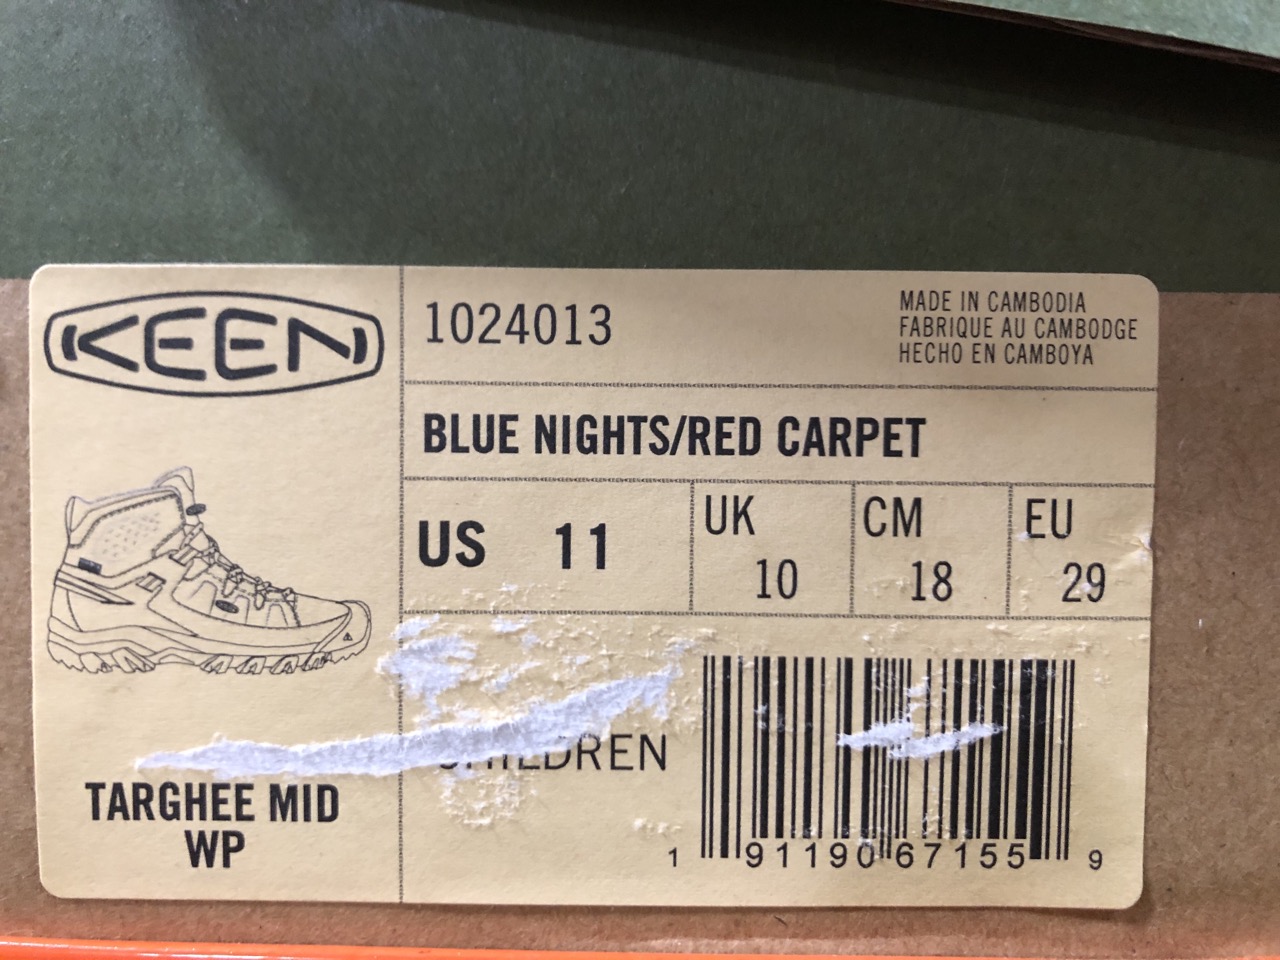 KEEN
1024013
MADE IN CAMBODIA
FABRIQUE AU CAMBODGE
HECHO EN CAMBOYA
BLUE NIGHTS/RED CARPET
US 11
UK 10
CM 18
EU 29
CHILDREN
TARGHEE MID
WP
1 91190 67155 9